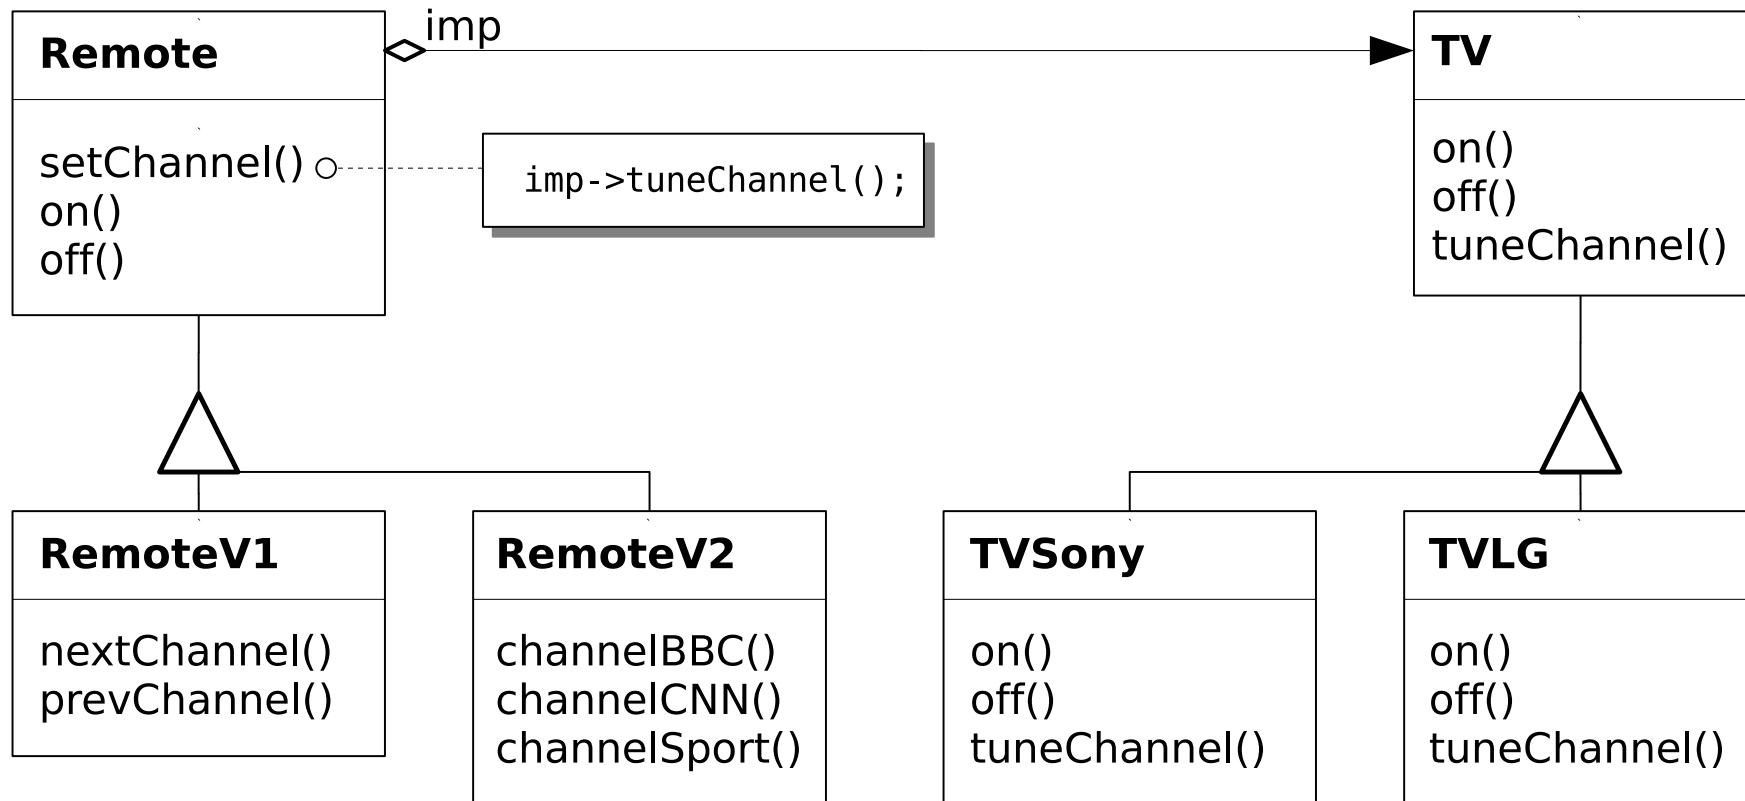 Remote
imp
TV
setChannel()
on()
off()
imp->tuneChannel();
on()
off()
tuneChannel()
RemoteV1
nextChannel()
prevChannel()
RemoteV2
channelBBC()
channelCNN()
channelSport()
TVSony
on()
off()
tuneChannel()
TVLG
on()
off()
tuneChannel()